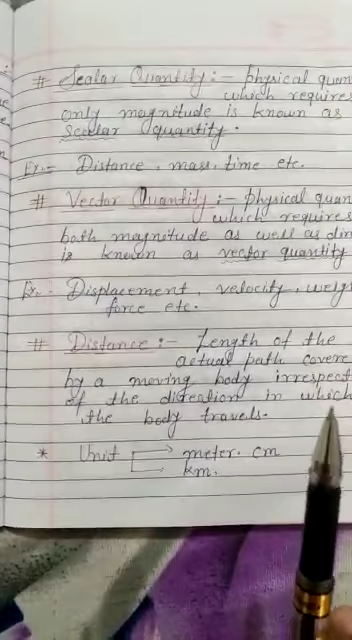 # Scalar Quantity :- physical quan
which requires
only magnitude is known as
scalar quantity.
Ex:- Distance, mass, time etc.
# Vector Quantity :- physical quan
which requires
both magnitude as well as dir
is known as vector quantity
Ex.- Displacement, velocity, weigh
force etc.
# Distance :- Length of the
actual path covere
by a moving body irrespect
of the direction in which
the body travels.
* Unit → meter. cm
→ km.